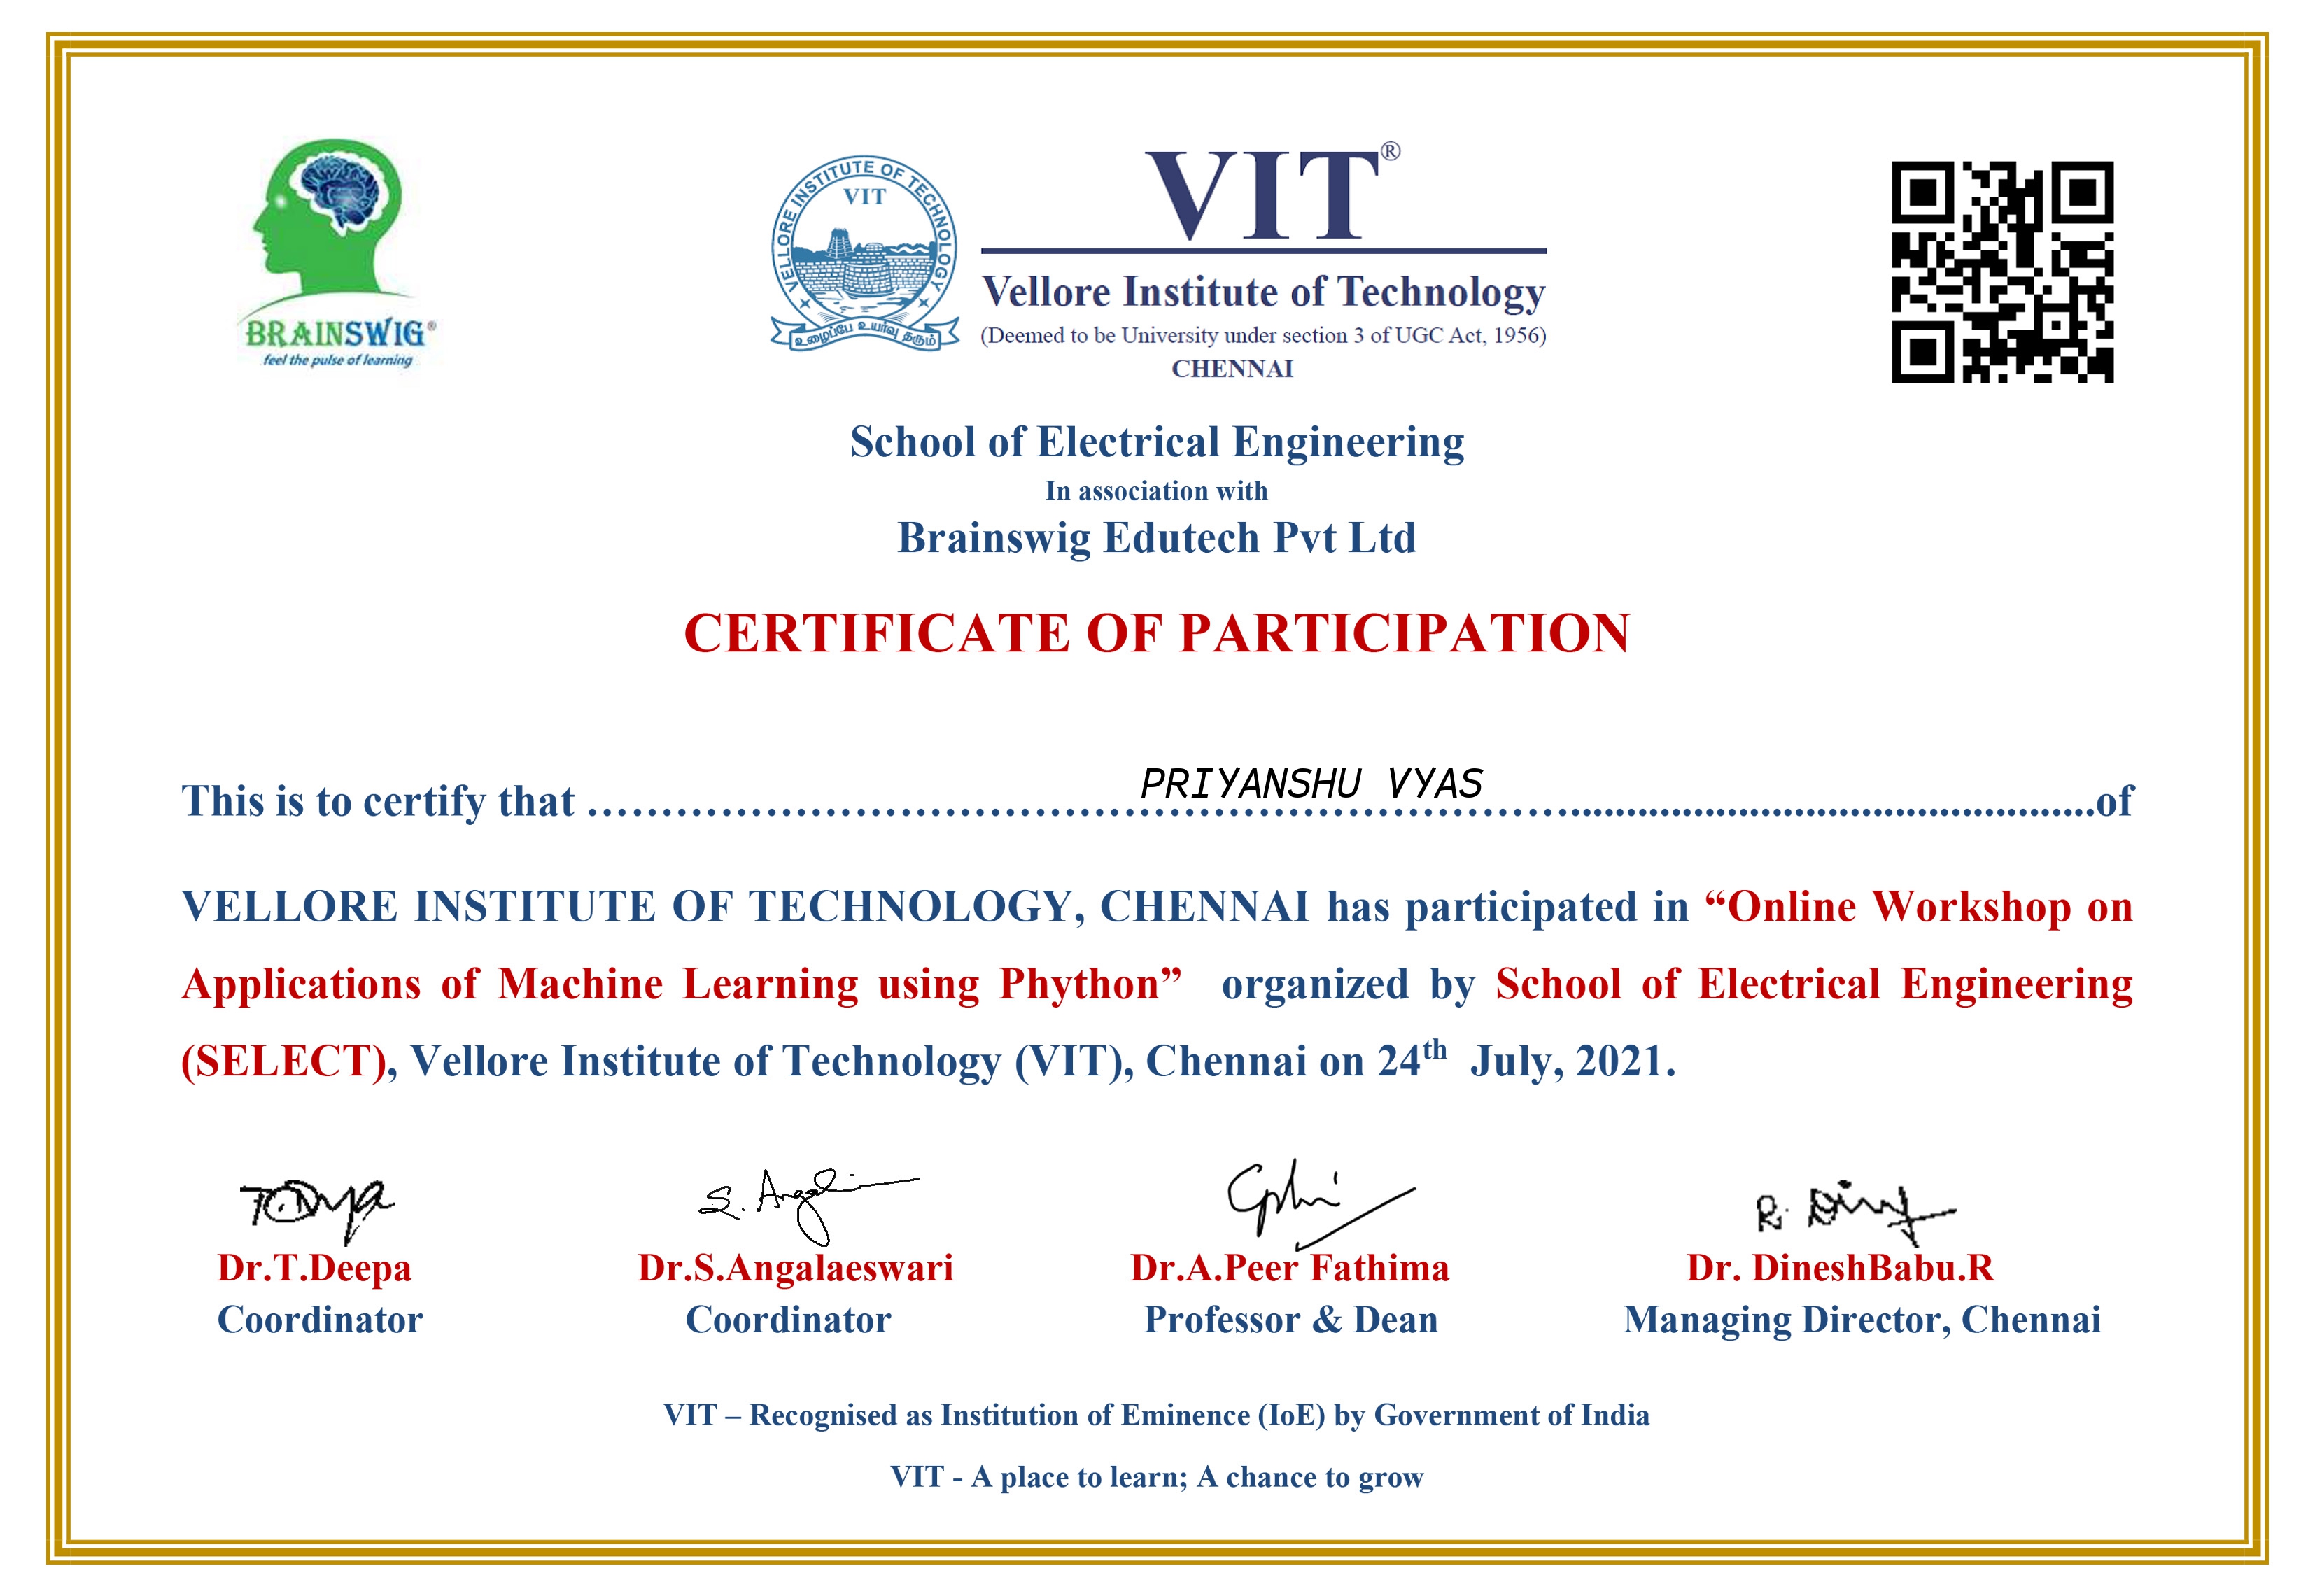 BRAINSWIG®
feel the pulse of learning
VELLORE INSTITUTE OF TECHNOLOGY
VIT
உழைப்பே உயர்வு தரும்
VIT®
Vellore Institute of Technology
(Deemed to be University under section 3 of UGC Act, 1956)
CHENNAI
School of Electrical Engineering
In association with
Brainswig Edutech Pvt Ltd
CERTIFICATE OF PARTICIPATION
This is to certify that ........PRIYANSHU VYAS........of
VELLORE INSTITUTE OF TECHNOLOGY, CHENNAI has participated in “Online Workshop on
Applications of Machine Learning using Phython” organized by School of Electrical Engineering
(SELECT), Vellore Institute of Technology (VIT), Chennai on 24th July, 2021.
Dr.T.Deepa Dr.S.Angalaeswari Dr.A.Peer Fathima Dr. DineshBabu.R
Coordinator Coordinator Professor & Dean Managing Director, Chennai
VIT – Recognised as Institution of Eminence (IoE) by Government of India
VIT - A place to learn; A chance to grow